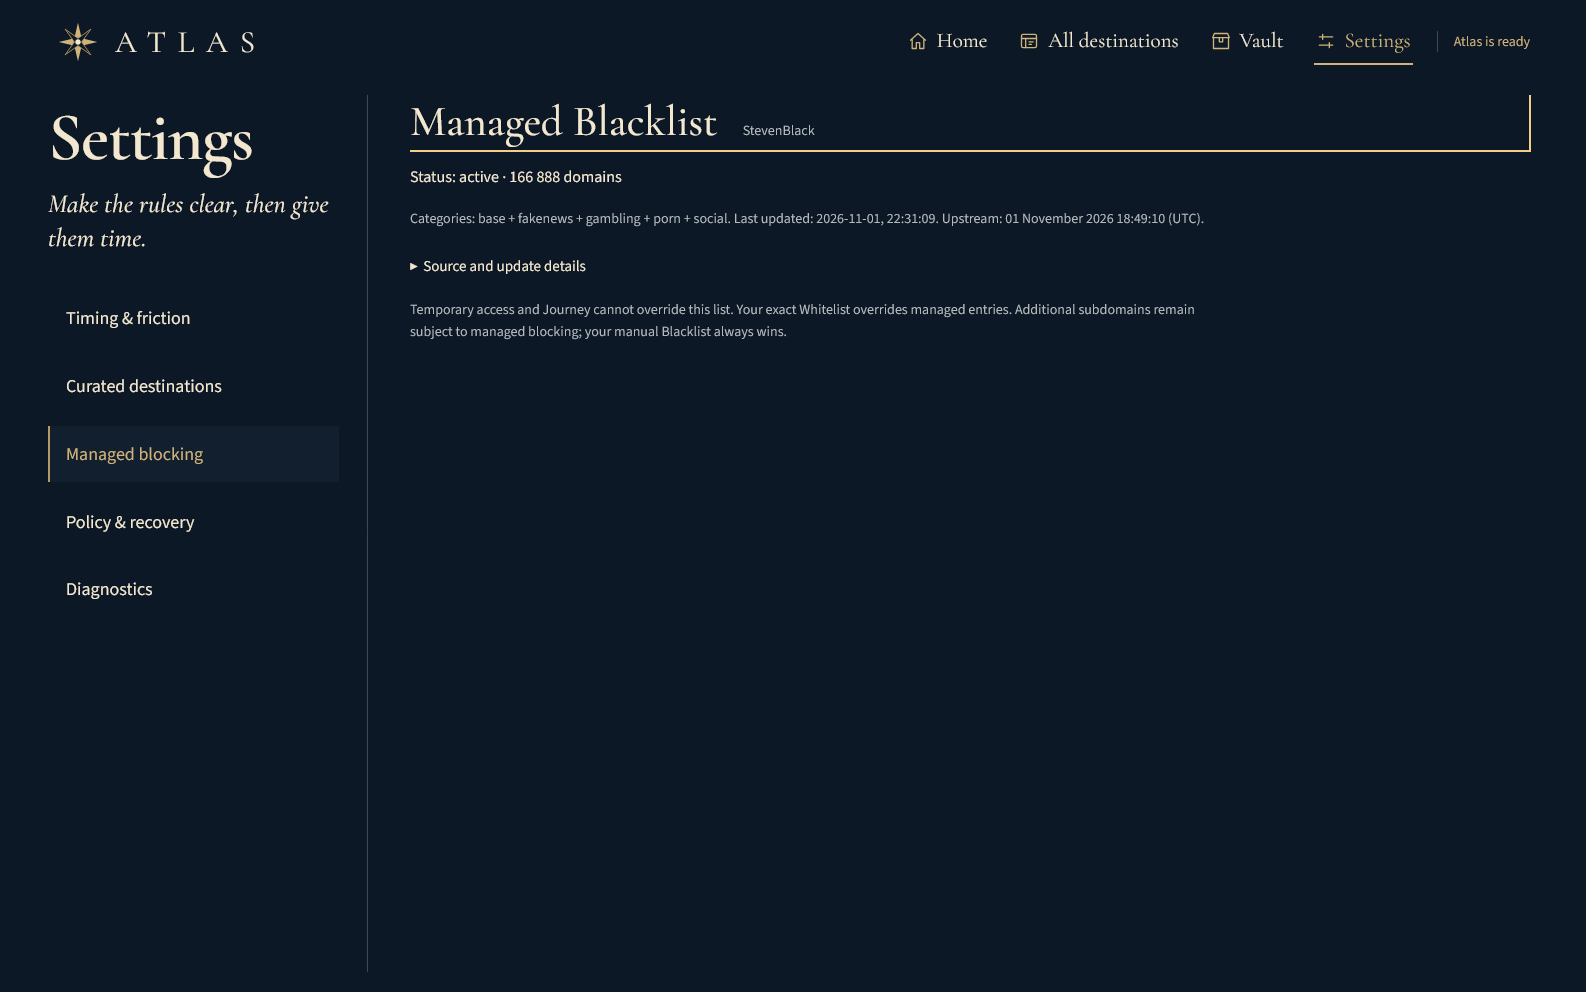 ATLAS
Home
All destinations
Vault
Settings
Atlas is ready
Settings
Make the rules clear, then give
them time.
Timing & friction
Curated destinations
Managed blocking
Policy & recovery
Diagnostics
Managed Blacklist
StevenBlack
Status: active · 166 888 domains
Categories: base + fakenews + gambling + porn + social. Last updated: 2026-11-01, 22:31:09. Upstream: 01 November 2026 18:49:10 (UTC).
Source and update details
Temporary access and Journey cannot override this list. Your exact Whitelist overrides managed entries. Additional subdomains remain
subject to managed blocking; your manual Blacklist always wins.